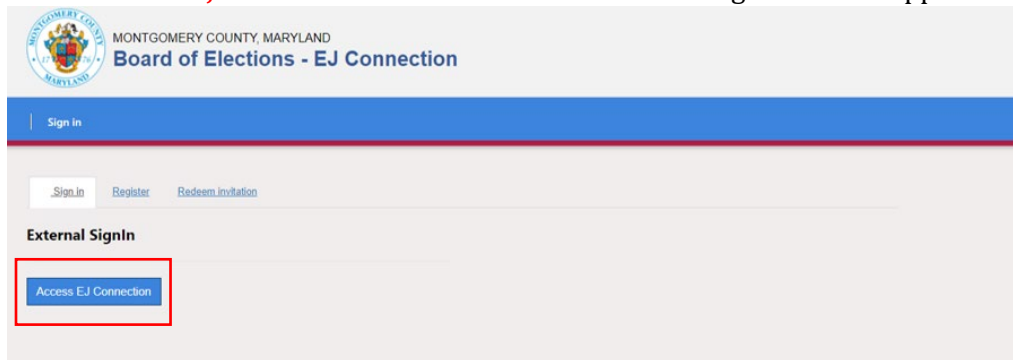 MONTGOMERY COUNTY, MARYLAND
Board of Elections - EJ Connection
Sign in
Sign in Register Redeem invitation
External SignIn
Access EJ Connection